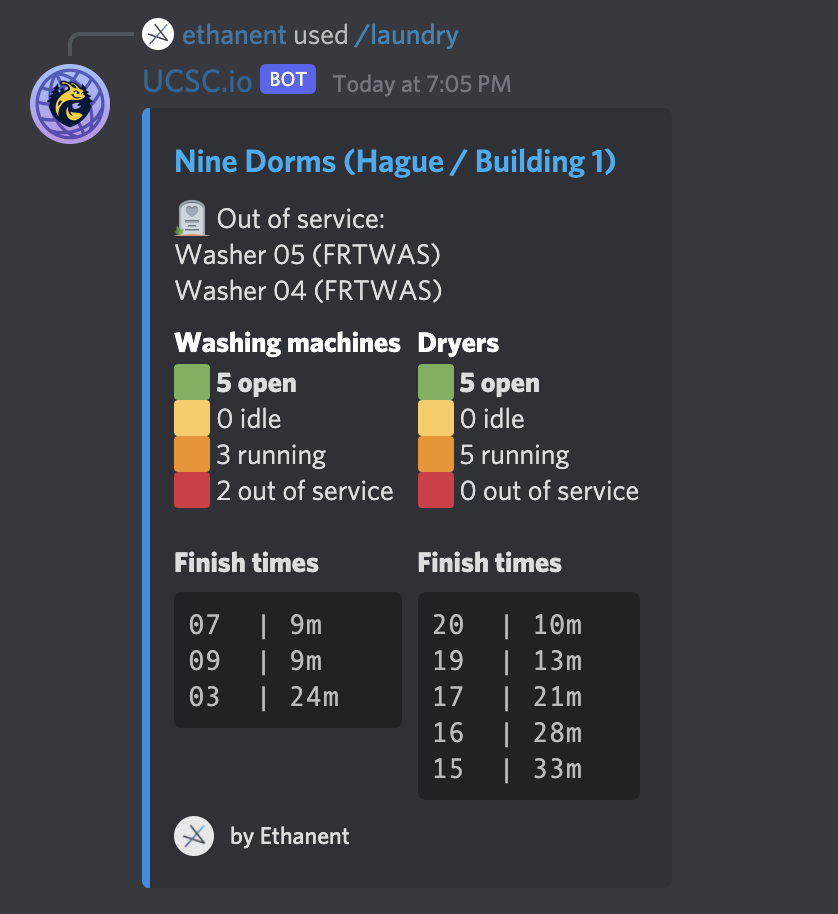 ethanent used /laundry
UCSC.io BOT Today at 7:05 PM
Nine Dorms (Hague / Building 1)
Out of service:
Washer 05 (FRTWAS)
Washer 04 (FRTWAS)
Washing machines Dryers
5 open 5 open
0 idle 0 idle
3 running 5 running
2 out of service 0 out of service
Finish times Finish times
07 | 9m 20 | 10m
09 | 9m 19 | 13m
03 | 24m 17 | 21m
16 | 28m
15 | 33m
by Ethanent